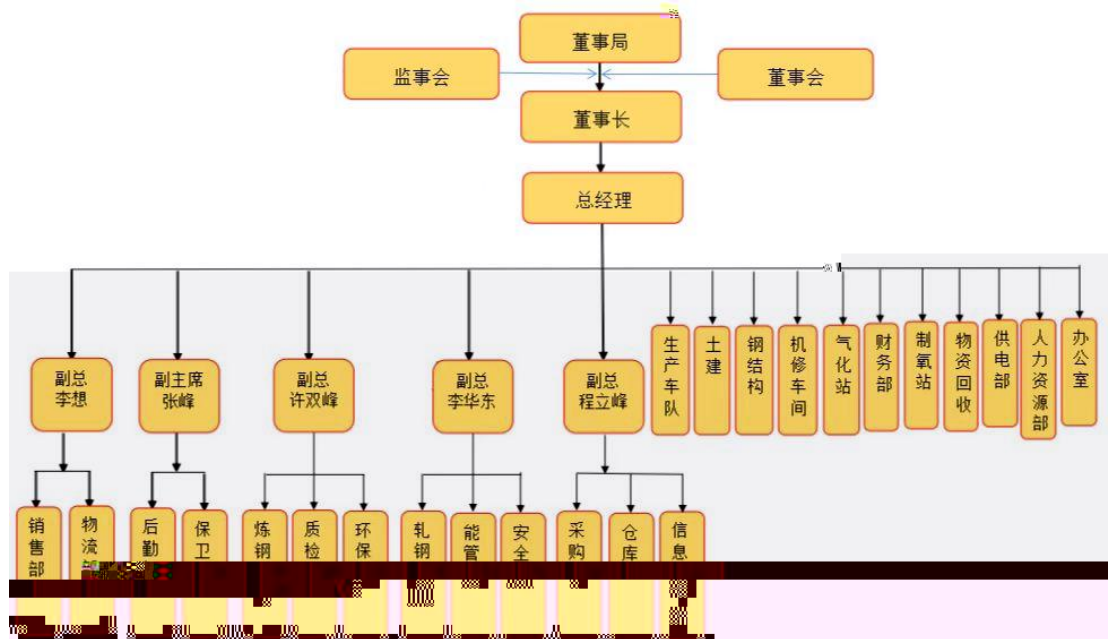 董事局
监事会
董事会
董事长
总经理
副总
李想
副主席
张峰
副总
许双峰
副总
李华东
副总
程立峰
生产车队
土建
钢结构
机修车间
气化站
财务部
制氧站
物资回收
供电部
人力资源部
办公室
销售部
物流部
后勤
保卫
炼钢
质检
环保
轧钢
能管
安全
采购
仓库
信息